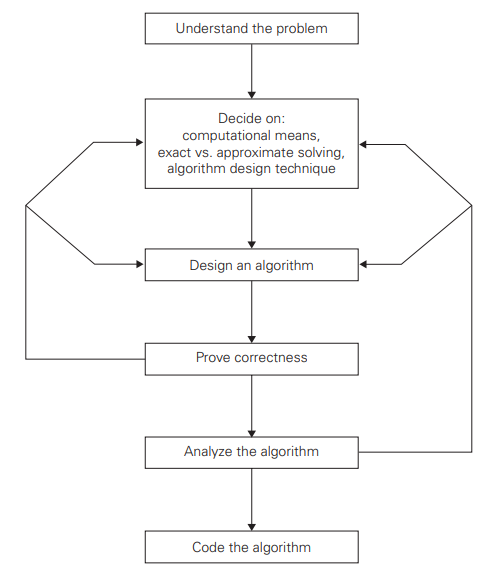 Understand the problem
Decide on:
computational means,
exact vs. approximate solving,
algorithm design technique
Design an algorithm
Prove correctness
Analyze the algorithm
Code the algorithm